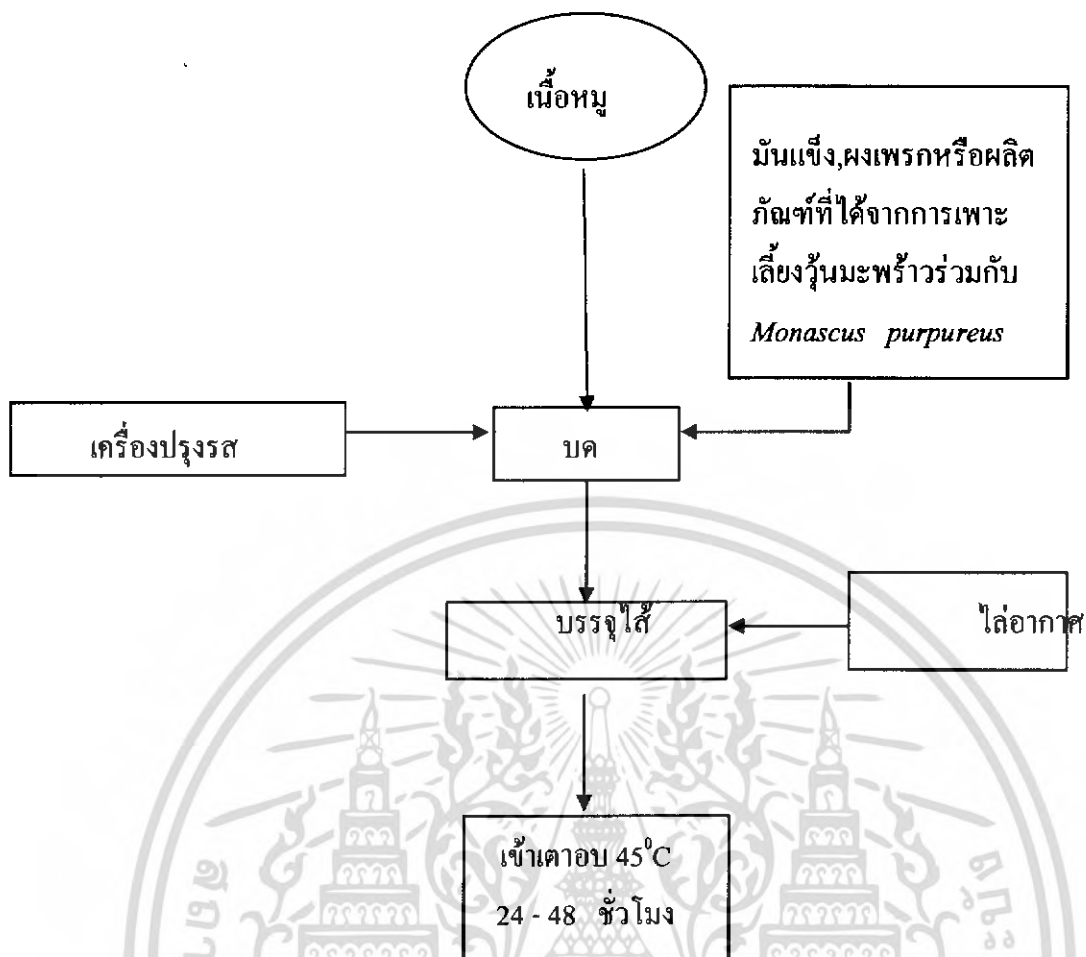 เนื้อหมู
มันแข็ง,ผงเพรกหรือผลิต
ภัณฑ์ที่ได้จากการเพาะ
เลี้ยงวุ้นมะพร้าวร่วมกับ
Monascus purpureus
เครื่องปรุงรส
บด
บรรจุไส้
ไล่อากาศ
เข้าเตาอบ 45⁰C
24 - 48 ชั่วโมง